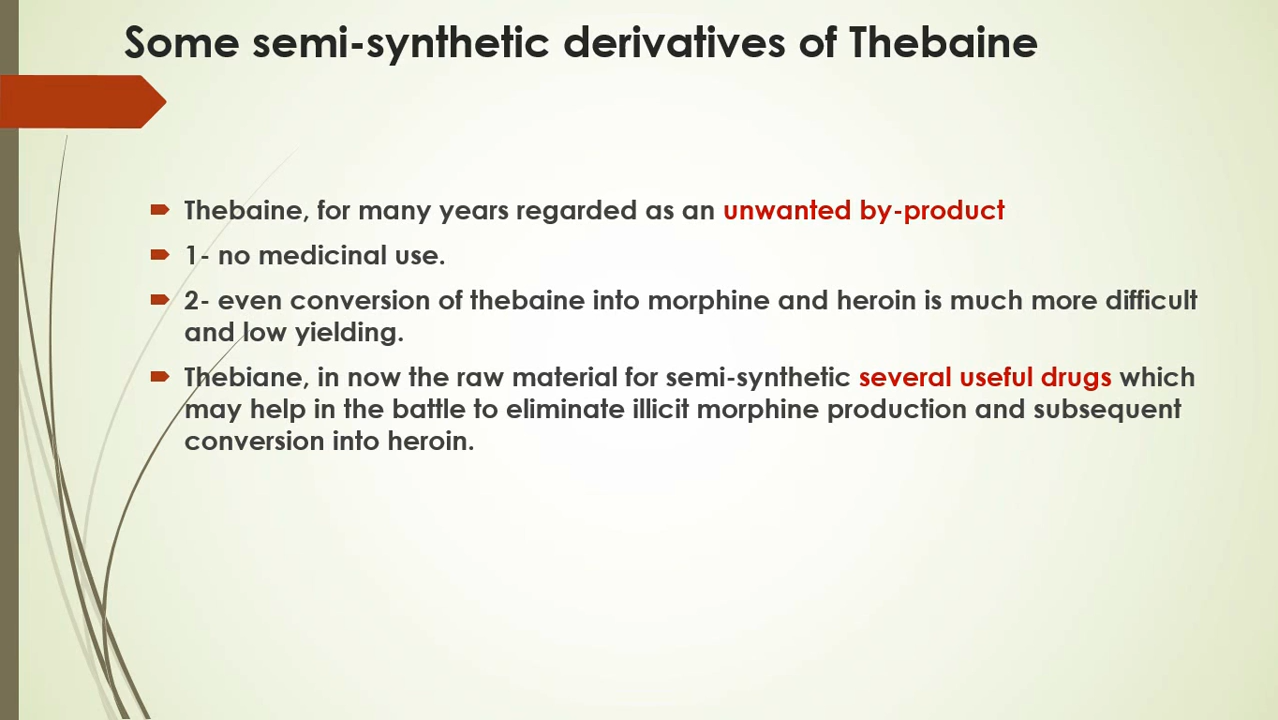 Some semi-synthetic derivatives of Thebaine
Thebaine, for many years regarded as an unwanted by-product
1- no medicinal use.
2- even conversion of thebaine into morphine and heroin is much more difficult
and low yielding.
Thebiane, in now the raw material for semi-synthetic several useful drugs which
may help in the battle to eliminate illicit morphine production and subsequent
conversion into heroin.